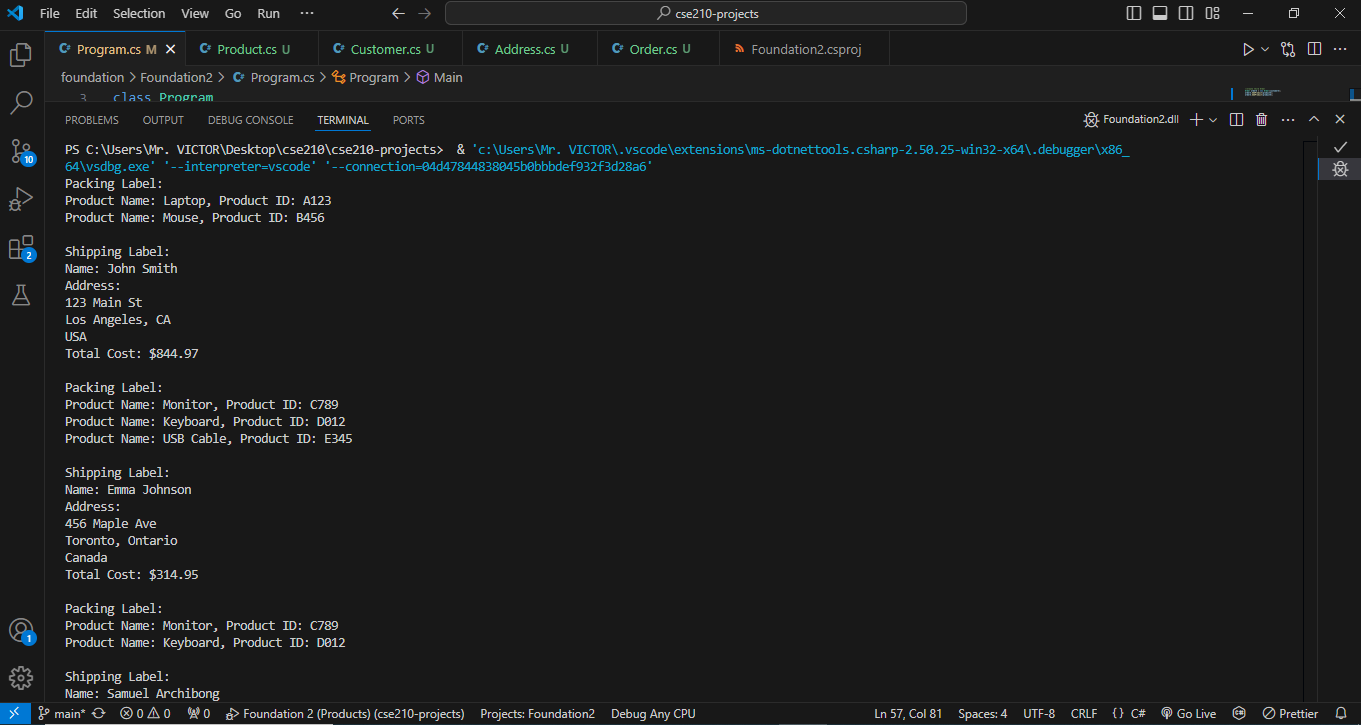 File Edit Selection View Go Run ··· cse210-projects
Program.cs M Product.cs U Customer.cs U Address.cs U Order.cs U Foundation2.csproj
foundation > Foundation2 > Program.cs > Program > Main
3 class Program
PROBLEMS OUTPUT DEBUG CONSOLE TERMINAL PORTS Foundation2.dll
PS C:\Users\Mr. VICTOR\Desktop\cse210\cse210-projects> & 'c:\Users\Mr. VICTOR\.vscode\extensions\ms-dotnettools.csharp-2.50.25-win32-x64\.debugger\x86_
64\vsdbg.exe' '--interpreter=vscode' '--connection=04d47844838045b0bbbdef932f3d28a6'
Packing Label:
Product Name: Laptop, Product ID: A123
Product Name: Mouse, Product ID: B456
Shipping Label:
Name: John Smith
Address:
123 Main St
Los Angeles, CA
USA
Total Cost: $844.97
Packing Label:
Product Name: Monitor, Product ID: C789
Product Name: Keyboard, Product ID: D012
Product Name: USB Cable, Product ID: E345
Shipping Label:
Name: Emma Johnson
Address:
456 Maple Ave
Toronto, Ontario
Canada
Total Cost: $314.95
Packing Label:
Product Name: Monitor, Product ID: C789
Product Name: Keyboard, Product ID: D012
Shipping Label:
Name: Samuel Archibong
10
2
1
main* 0 0 0 Foundation 2 (Products) (cse210-projects) Projects: Foundation2 Debug Any CPU Ln 57, Col 81 Spaces: 4 UTF-8 CRLF {} C# Go Live Prettier